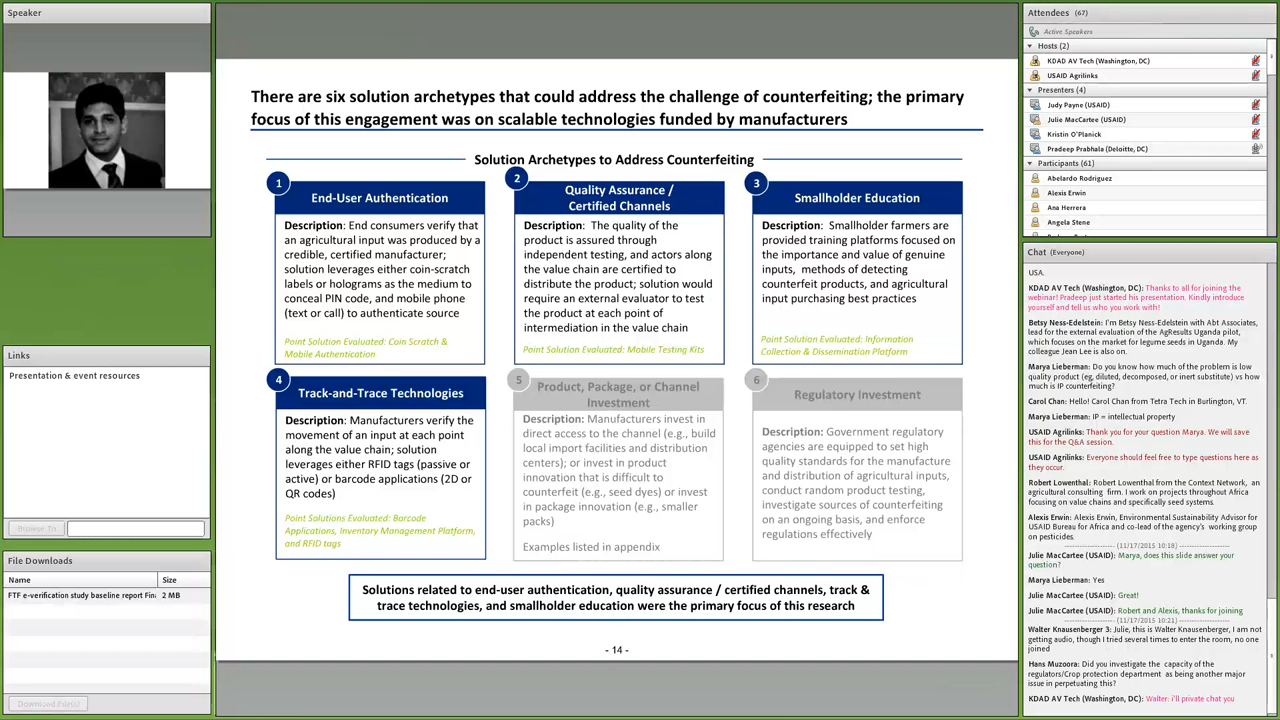 Speaker
Links
Presentation & event resources
Browse To
File Downloads
Name
Size
FTF e-verification study baseline report Fin
2 MB
Download File(s)
There are six solution archetypes that could address the challenge of counterfeiting; the primary
focus of this engagement was on scalable technologies funded by manufacturers
Solution Archetypes to Address Counterfeiting
1
End-User Authentication
Description: End consumers verify that
an agricultural input was produced by a
credible, certified manufacturer;
solution leverages either coin-scratch
labels or holograms as the medium to
conceal PIN code, and mobile phone
(text or call) to authenticate source
Point Solution Evaluated: Coin Scratch &
Mobile Authentication
2
Quality Assurance /
Certified Channels
Description: The quality of the
product is assured through
independent testing, and actors along
the value chain are certified to
distribute the product; solution would
require an external evaluator to test
the product at each point of
intermediation in the value chain
Point Solution Evaluated: Mobile Testing Kits
3
Smallholder Education
Description: Smallholder farmers are
provided training platforms focused on
the importance and value of genuine
inputs, methods of detecting
counterfeit products, and agricultural
input purchasing best practices
Point Solution Evaluated: Information
Collection & Dissemination Platform
4
Track-and-Trace Technologies
Description: Manufacturers verify the
movement of an input at each point
along the value chain; solution
leverages either RFID tags (passive or
active) or barcode applications (2D or
QR codes)
Point Solutions Evaluated: Barcode
Applications, Inventory Management Platform,
and RFID tags
5
Product, Package, or Channel
Investment
Description: Manufacturers invest in
direct access to the channel (e.g., build
local import facilities and distribution
centers); or invest in product
innovation that is difficult to
counterfeit (e.g., seed dyes) or invest
in package innovation (e.g., smaller
packs)
Examples listed in appendix
6
Regulatory Investment
Description: Government regulatory
agencies are equipped to set high
quality standards for the manufacture
and distribution of agricultural inputs,
conduct random product testing,
investigate sources of counterfeiting
on an ongoing basis, and enforce
regulations effectively
Solutions related to end-user authentication, quality assurance / certified channels, track &
trace technologies, and smallholder education were the primary focus of this research
- 14 -
Attendees (67)
Active Speakers
Hosts (2)
KDAD AV Tech (Washington, DC)
USAID Agrilinks
Presenters (4)
Judy Payne (USAID)
Julie MacCartee (USAID)
Kristin O'Planick
Pradeep Prabhala (Deloitte, DC)
Participants (61)
Abelardo Rodriguez
Alexis Erwin
Ana Herrera
Angela Stene
Chat (Everyone)
USA.
KDAD AV Tech (Washington, DC): Thanks to all for joining the
webinar! Pradeep just started his presentation. Kindly introduce
yourself and tell us who you work with!
Betsy Ness-Edelstein: I'm Betsy Ness-Edelstein with Abt Associates,
lead for the external evaluation of the AgResults Uganda pilot,
which focuses on the market for legume seeds in Uganda. My
colleague Jean Lee is also on.
Marya Lieberman: Do you know how much of the problem is low
quality product (eg, diluted, decomposed, or inert substitute) vs how
much is IP counterfeiting?
Carol Chan: Hello! Carol Chan from Tetra Tech in Burlington, VT.
Marya Lieberman: IP = intellectual property
USAID Agrilinks: Thank you for your question Marya. We will save
this for the Q&A session.
USAID Agrilinks: Everyone should feel free to type questions here as
they occur.
Robert Lowenthal: Robert Lowenthal from the Context Network, an
agricultural consulting firm. I work on projects throughout Africa
focusing on value chains and specifically seed systems.
Alexis Erwin: Alexis Erwin, Environmental Sustainability Advisor for
USAID Bureau for Africa and co-lead of the agency's working group
on pesticides.
(11/17/2015 10:18)
Julie MacCartee (USAID): Marya, does this slide answer your
question?
Marya Lieberman: Yes
Julie MacCartee (USAID): Great!
Julie MacCartee (USAID): Robert and Alexis, thanks for joining
(11/17/2015 10:21)
Walter Knausenberger 3: Julie, this is Walter Knausenberger, I am not
getting audio, though I tried several times to enter the room, no one
joined
Hans Muzoora: Did you investigate the capacity of the
regulators/Crop protection department as being another major
issue in perpetuating this?
KDAD AV Tech (Washington, DC): Walter: i'll private chat you